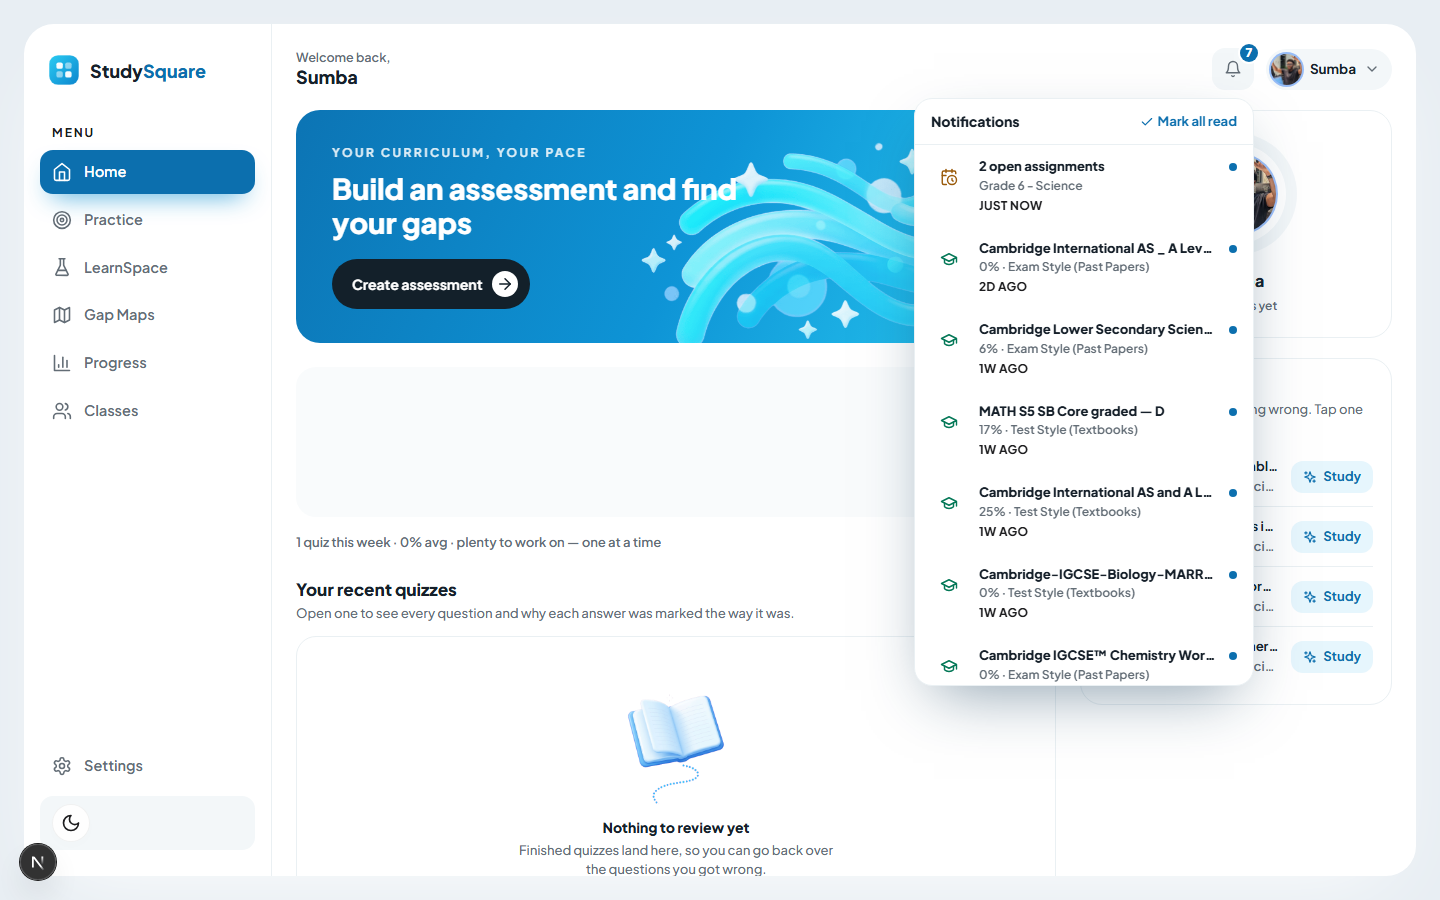 StudySquare
MENU
Home
Practice
LearnSpace
Gap Maps
Progress
Classes
Settings
N
Welcome back,
Sumba
7
Sumba
YOUR CURRICULUM, YOUR PACE
Build an assessment and find
your gaps
Create assessment
1 quiz this week · 0% avg · plenty to work on — one at a time
Your recent quizzes
Open one to see every question and why each answer was marked the way it was.
Nothing to review yet
Finished quizzes land here, so you can go back over
the questions you got wrong.
Notifications
Mark all read
2 open assignments
Grade 6 - Science
JUST NOW
Cambridge International AS _ A Lev...
0% · Exam Style (Past Papers)
2D AGO
Cambridge Lower Secondary Scien...
6% · Exam Style (Past Papers)
1W AGO
MATH S5 SB Core graded — D
17% · Test Style (Textbooks)
1W AGO
Cambridge International AS and A L...
25% · Test Style (Textbooks)
1W AGO
Cambridge-IGCSE-Biology-MARR...
0% · Test Style (Textbooks)
1W AGO
Cambridge IGCSE™ Chemistry Wor...
0% · Exam Style (Past Papers)
yet
wrong. Tap one
Study
Study
Study
Study